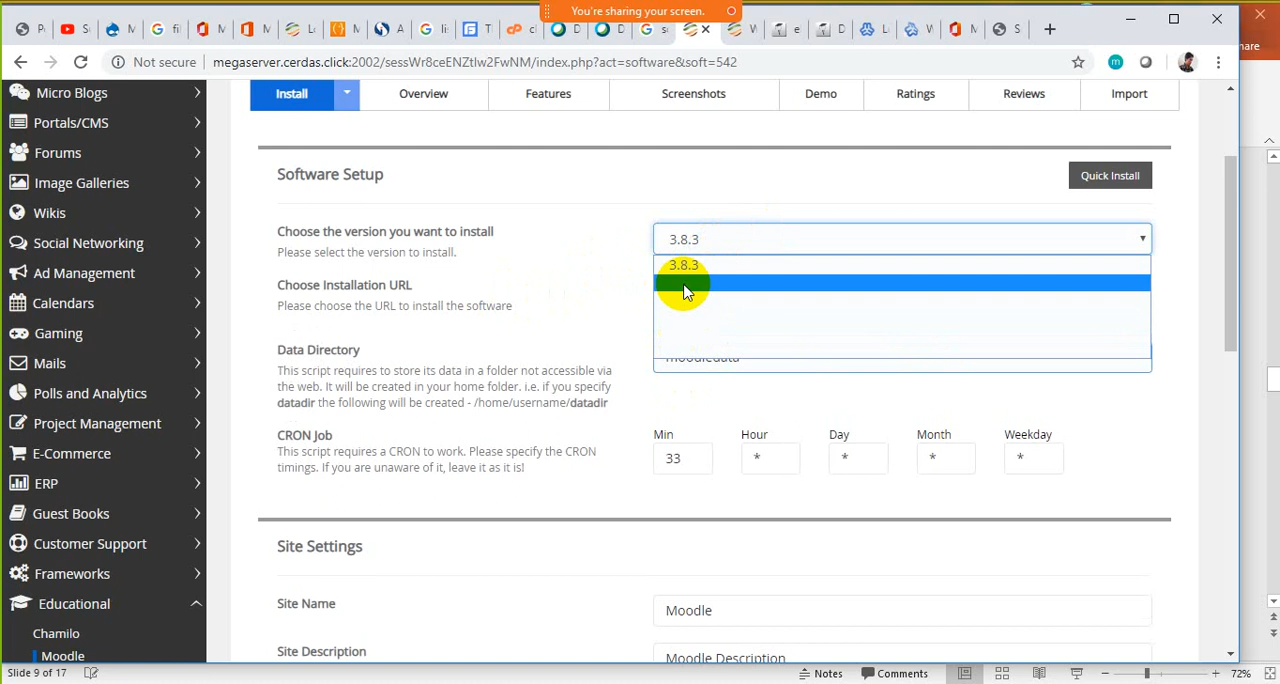 You're sharing your screen.
Not secure megaserver.cerdas.click:2002/sessWr8ceENZtIw2FwNM/index.php?act=software&soft=542
Micro Blogs
Portals/CMS
Forums
Image Galleries
Wikis
Social Networking
Ad Management
Calendars
Gaming
Mails
Polls and Analytics
Project Management
E-Commerce
ERP
Guest Books
Customer Support
Frameworks
Educational
Chamilo
Moodle
Install Overview Features Screenshots Demo Ratings Reviews Import
Software Setup
Quick Install
Choose the version you want to install
3.8.3
Please select the version to install.
3.8.3
Choose Installation URL
Please choose the URL to install the software
Data Directory
moodledata
This script requires to store its data in a folder not accessible via
the web. It will be created in your home folder. i.e. if you specify
datadir the following will be created - /home/username/datadir
CRON Job
Min Hour Day Month Weekday
This script requires a CRON to work. Please specify the CRON
timings. If you are unaware of it, leave it as it is!
33 * * * *
Site Settings
Site Name
Moodle
Site Description
Moodle Description
Slide 9 of 17
Notes
Comments
72%